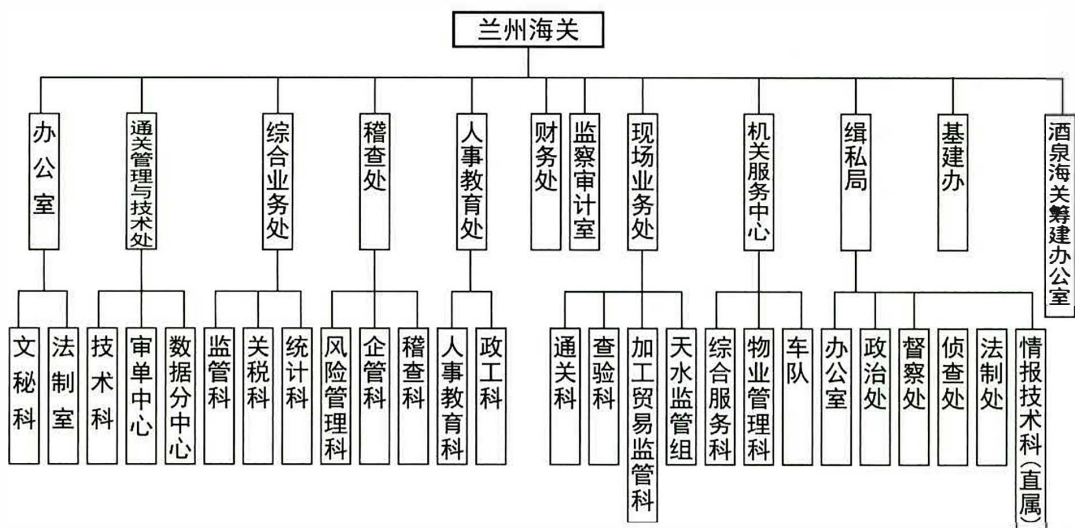 兰州海关
办公室
通关管理与技术处
综合业务处
稽查处
人事教育处
财务处
监察审计室
现场业务处
机关服务中心
缉私局
基建办
酒泉海关筹建办公室
文秘科
法制室
技术科
审单中心
数据分中心
监管科
关税科
统计科
风险管理科
企管科
稽查科
人事教育科
政工科
通关科
查验科
加工贸易监管科
天水监管组
综合服务科
物业管理科
车队
办公室
政治处
督察处
侦查处
法制处
情报技术科(直属)